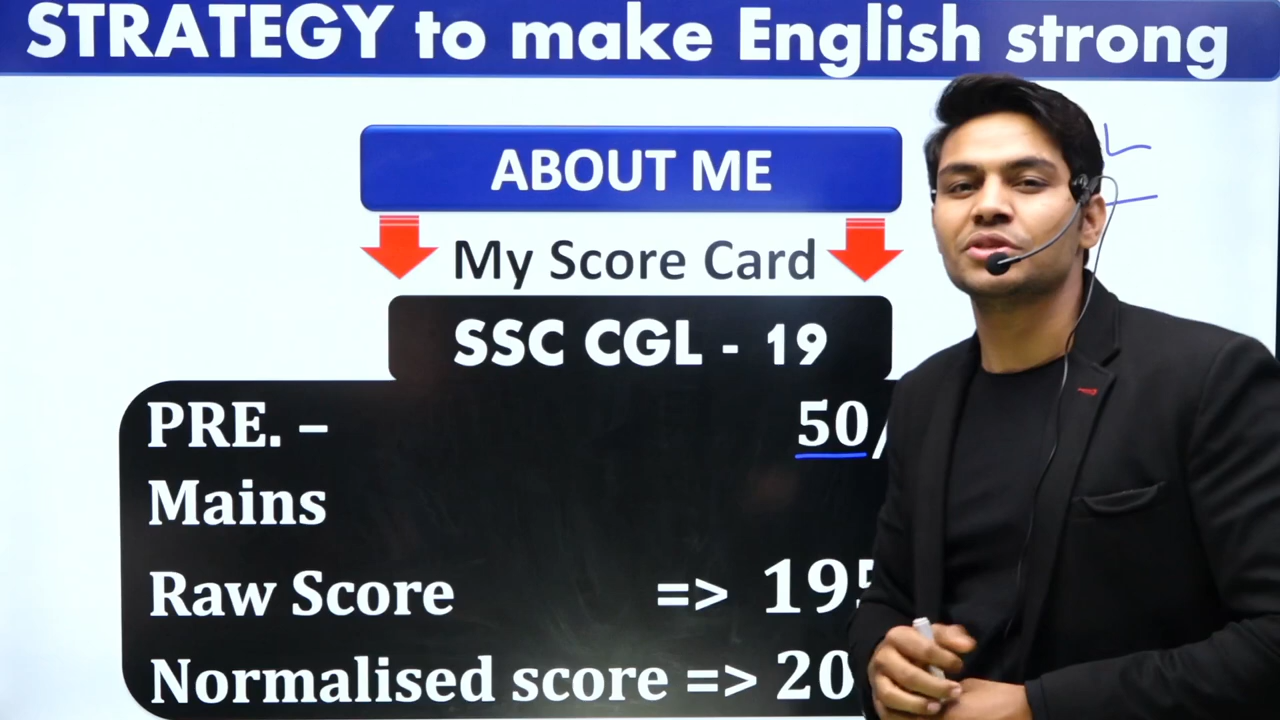 STRATEGY to make English strong
ABOUT ME
My Score Card
SSC CGL - 19
PRE. – 50/
Mains
Raw Score => 195
Normalised score => 20